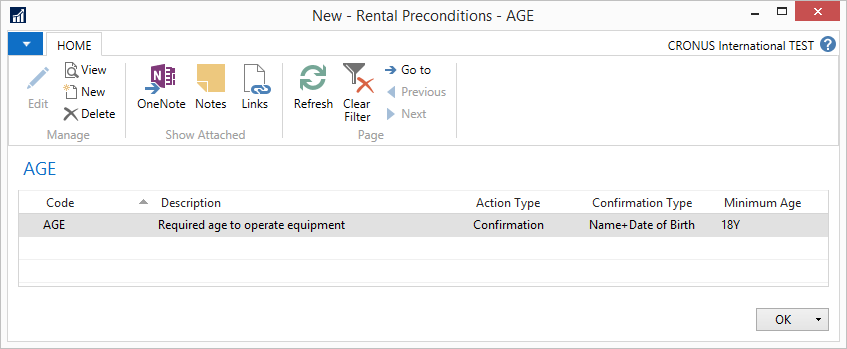 New - Rental Preconditions - AGE
HOME
CRONUS International TEST ?
Edit
View
New
Delete
Manage
OneNote
Notes
Links
Show Attached
Refresh
Clear
Filter
Go to
Previous
Next
Page
AGE
Code Description Action Type Confirmation Type Minimum Age
AGE Required age to operate equipment Confirmation Name+Date of Birth 18Y
OK